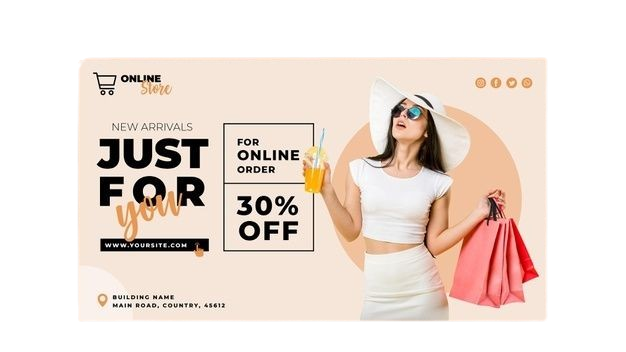 ONLINE
Store
NEW ARRIVALS
JUST
FOR
you
WWW.YOURSITE.COM
FOR
ONLINE
ORDER
30%
OFF
BUILDING NAME
MAIN ROAD, COUNTRY, 45612